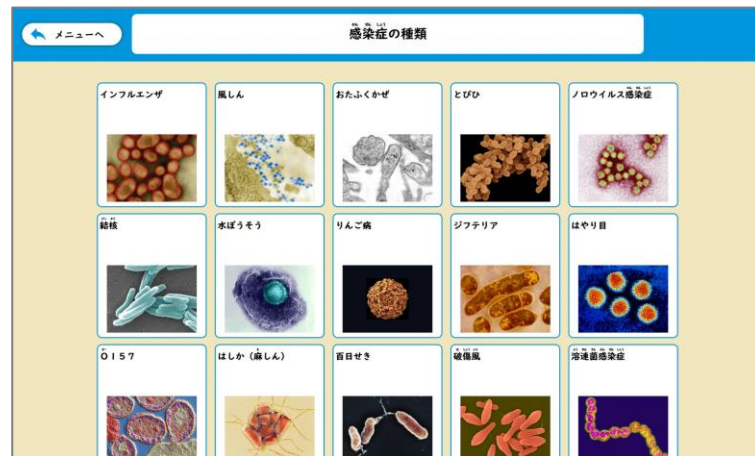 メニューへ
感染症の種類
インフルエンザ
風しん
おたふくかぜ
とびひ
ノロウイルス感染症
結核
水ぼうそう
りんご病
ジフテリア
はやり目
O157
はしか（麻しん）
百日せき
破傷風
溶連菌感染症